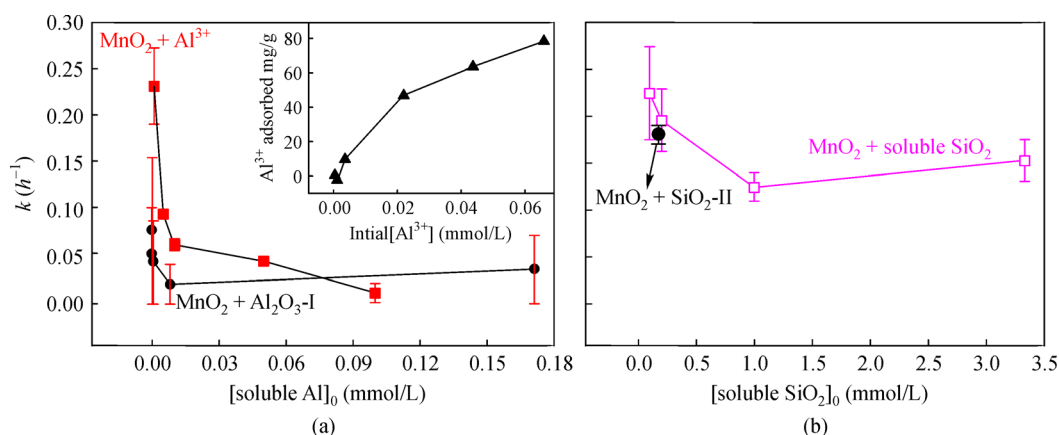 0.30
0.25
0.20
0.15
0.10
0.05
0.00
k (h⁻¹)
MnO₂ + Al³⁺
80
60
40
20
0
Al³⁺ adsorbed mg/g
0.00 0.02 0.04 0.06
Intial[Al³⁺] (mmol/L)
MnO₂ + Al₂O₃-I
0.00 0.03 0.06 0.09 0.12 0.15 0.18
[soluble Al]₀ (mmol/L)
(a)
MnO₂ + soluble SiO₂
MnO₂ + SiO₂-II
0.0 0.5 1.0 1.5 2.0 2.5 3.0 3.5
[soluble SiO₂]₀ (mmol/L)
(b)